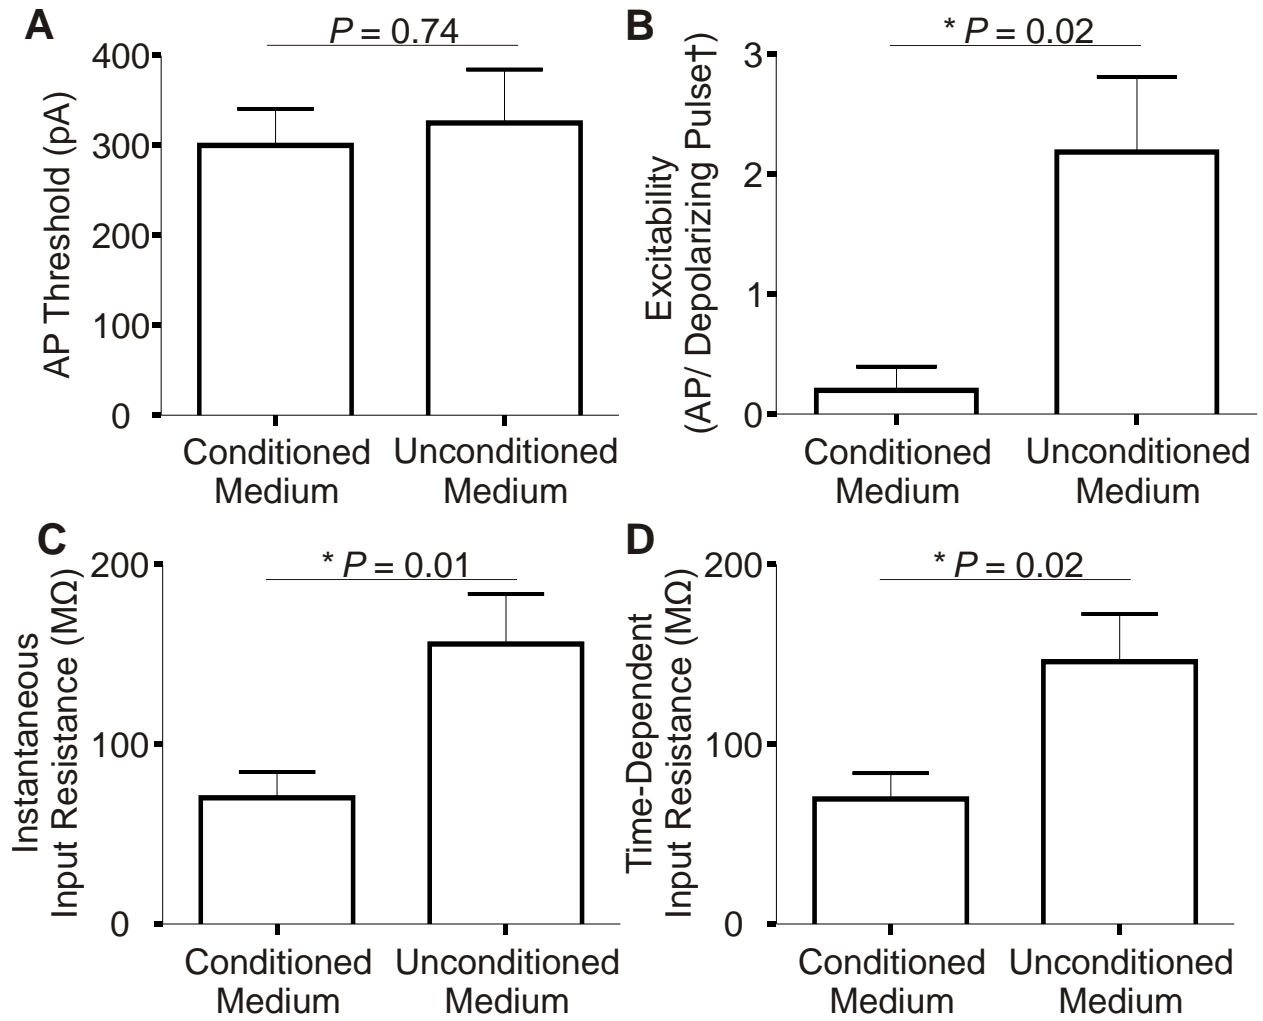 A
P = 0.74
AP Threshold (pA)
400
300
200
100
0
Conditioned
Medium
Unconditioned
Medium
B
* P = 0.02
Excitability
(AP/ Depolarizing Pulse†)
3
2
1
0
Conditioned
Medium
Unconditioned
Medium
C
* P = 0.01
Instantaneous
Input Resistance (MΩ)
200
100
0
Conditioned
Medium
Unconditioned
Medium
D
* P = 0.02
Time-Dependent
Input Resistance (MΩ)
200
100
0
Conditioned
Medium
Unconditioned
Medium